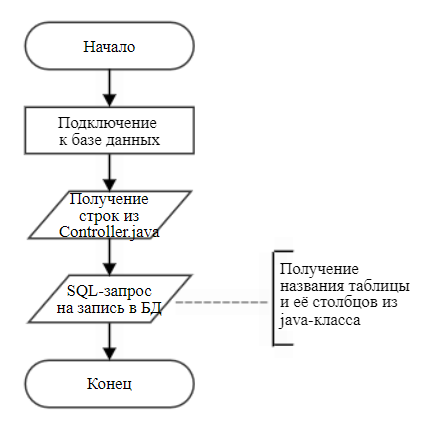 Начало
Подключение
к базе данных
Получение
строк из
Controller.java
SQL-запрос
на запись в БД
Получение
названия таблицы
и её столбцов из
java-класса
Конец